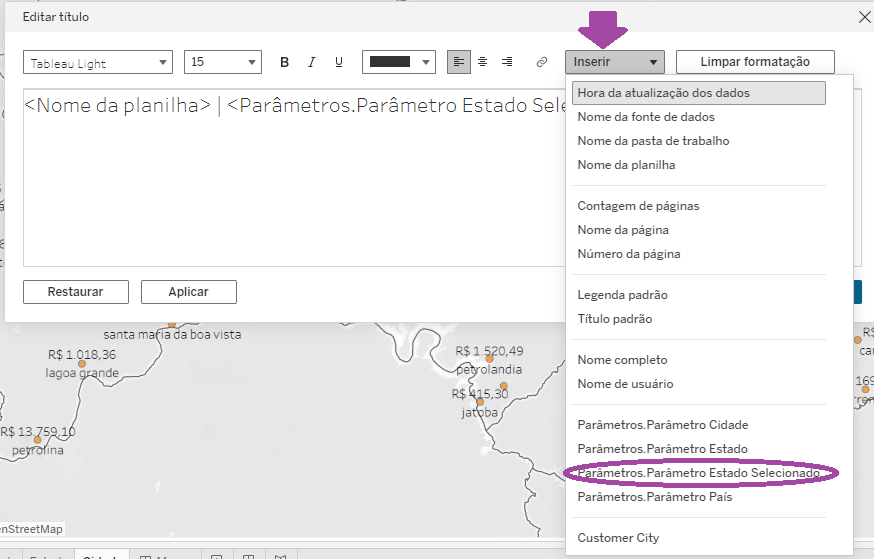 Editar título
Tableau Light
15
B I U
Inserir
Limpar formatação
<Nome da planilha> | <Parâmetros.Parâmetro Estado Sele
Hora da atualização dos dados
Nome da fonte de dados
Nome da pasta de trabalho
Nome da planilha
Contagem de páginas
Nome da página
Número da página
Legenda padrão
Título padrão
Nome completo
Nome de usuário
Parâmetros.Parâmetro Cidade
Parâmetros.Parâmetro Estado
Parâmetros.Parâmetro Estado Selecionado
Parâmetros.Parâmetro País
Customer City
Restaurar
Aplicar
santa maria da boa vista
R$ 1.018,36
lagoa grande
R$ 1.520,49
petrolandia
R$ 415,30
jatoba
R$ 13.759,10
petrolina
R$
169
enStreetMap